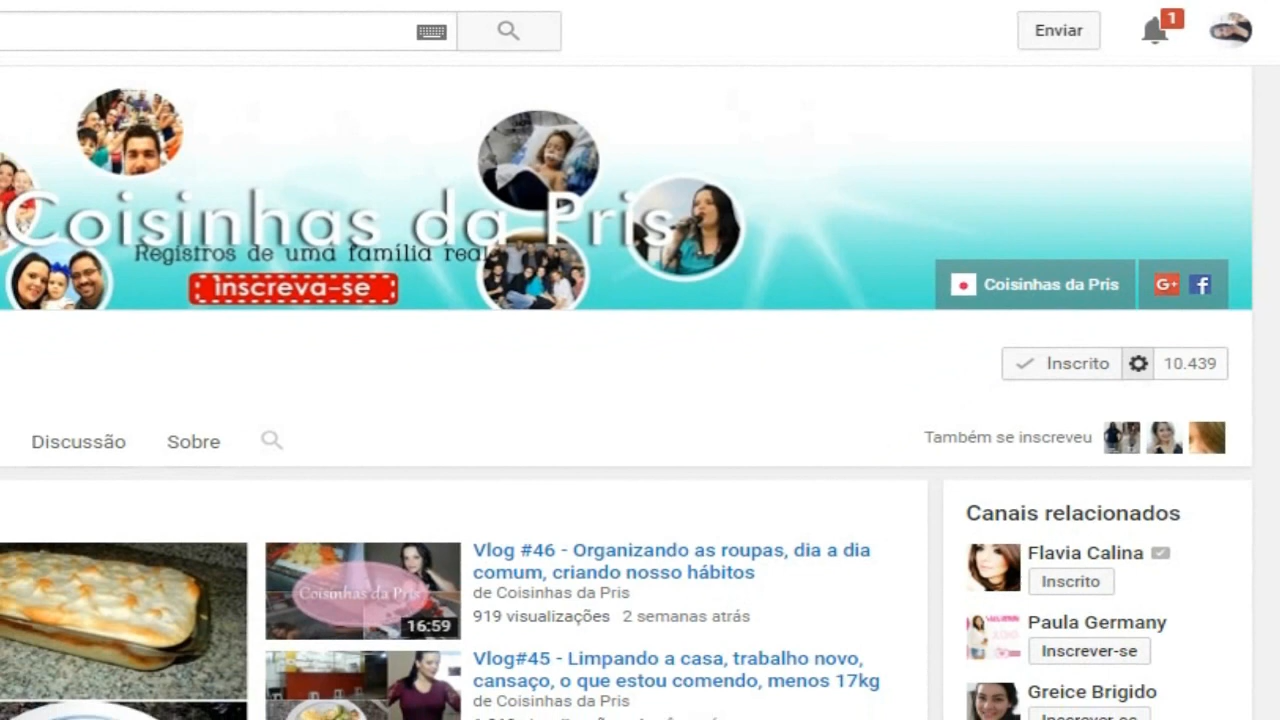 Enviar
1
Coisinhas da Pris
Registros de uma família real
inscreva-se
Coisinhas da Pris
G+ f
Inscrito
10.439
Discussão
Sobre
Também se inscreveu
Canais relacionados
Vlog #46 - Organizando as roupas, dia a dia
comum, criando nosso hábitos
de Coisinhas da Pris
919 visualizações 2 semanas atrás
Coisinhas da Pris
16:59
Vlog#45 - Limpando a casa, trabalho novo,
cansaço, o que estou comendo, menos 17kg
de Coisinhas da Pris
Flavia Calina
Inscrito
Paula Germany
Inscrever-se
Greice Brigido
Inscrever-se